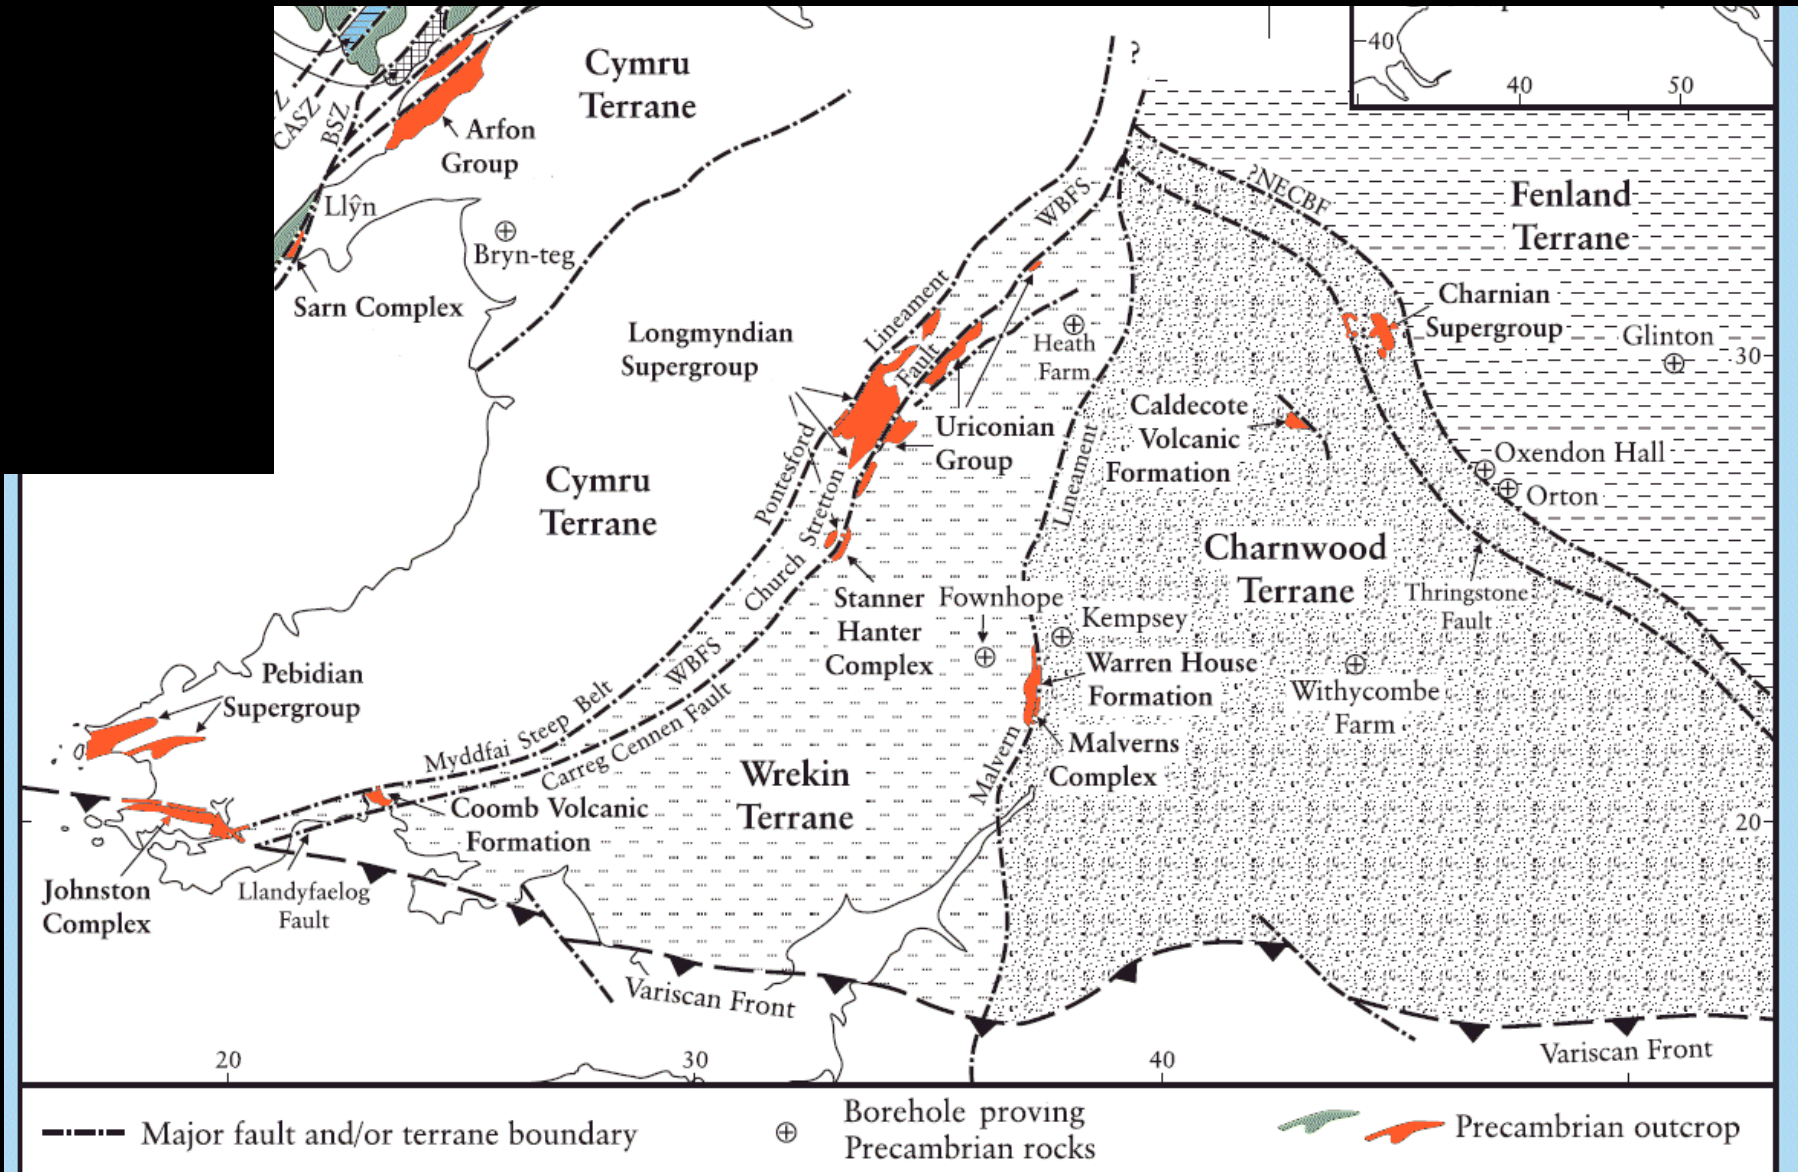 40
40
50
Cymru
Terrane
?
CASZ
BSZ
Arfon
Group
Llŷn
Bryn-teg
Sarn Complex
WBFS
?NECBF
Fenland
Terrane
Charnian
Supergroup
Glinton
30
Longmyndian
Supergroup
Lineament
Fault
Heath
Farm
Uriconian
Group
Caldecote
Volcanic
Formation
Oxendon Hall
Orton
Cymru
Terrane
Pontesford
Church Stretton
Lineament
Charnwood
Terrane
Thringstone
Fault
Stanner
Hanter
Complex
Fownhope
Kempsey
Warren House
Formation
Withycombe
Farm
Pebidian
Supergroup
WBFS
Myddfai Steep Belt
Carreg Cennen Fault
Wrekin
Terrane
Malvern
Malverns
Complex
Coomb Volcanic
Formation
20
Johnston
Complex
Llandyfaelog
Fault
Variscan Front
Variscan Front
20
30
40
Major fault and/or terrane boundary
Borehole proving
Precambrian rocks
Precambrian outcrop